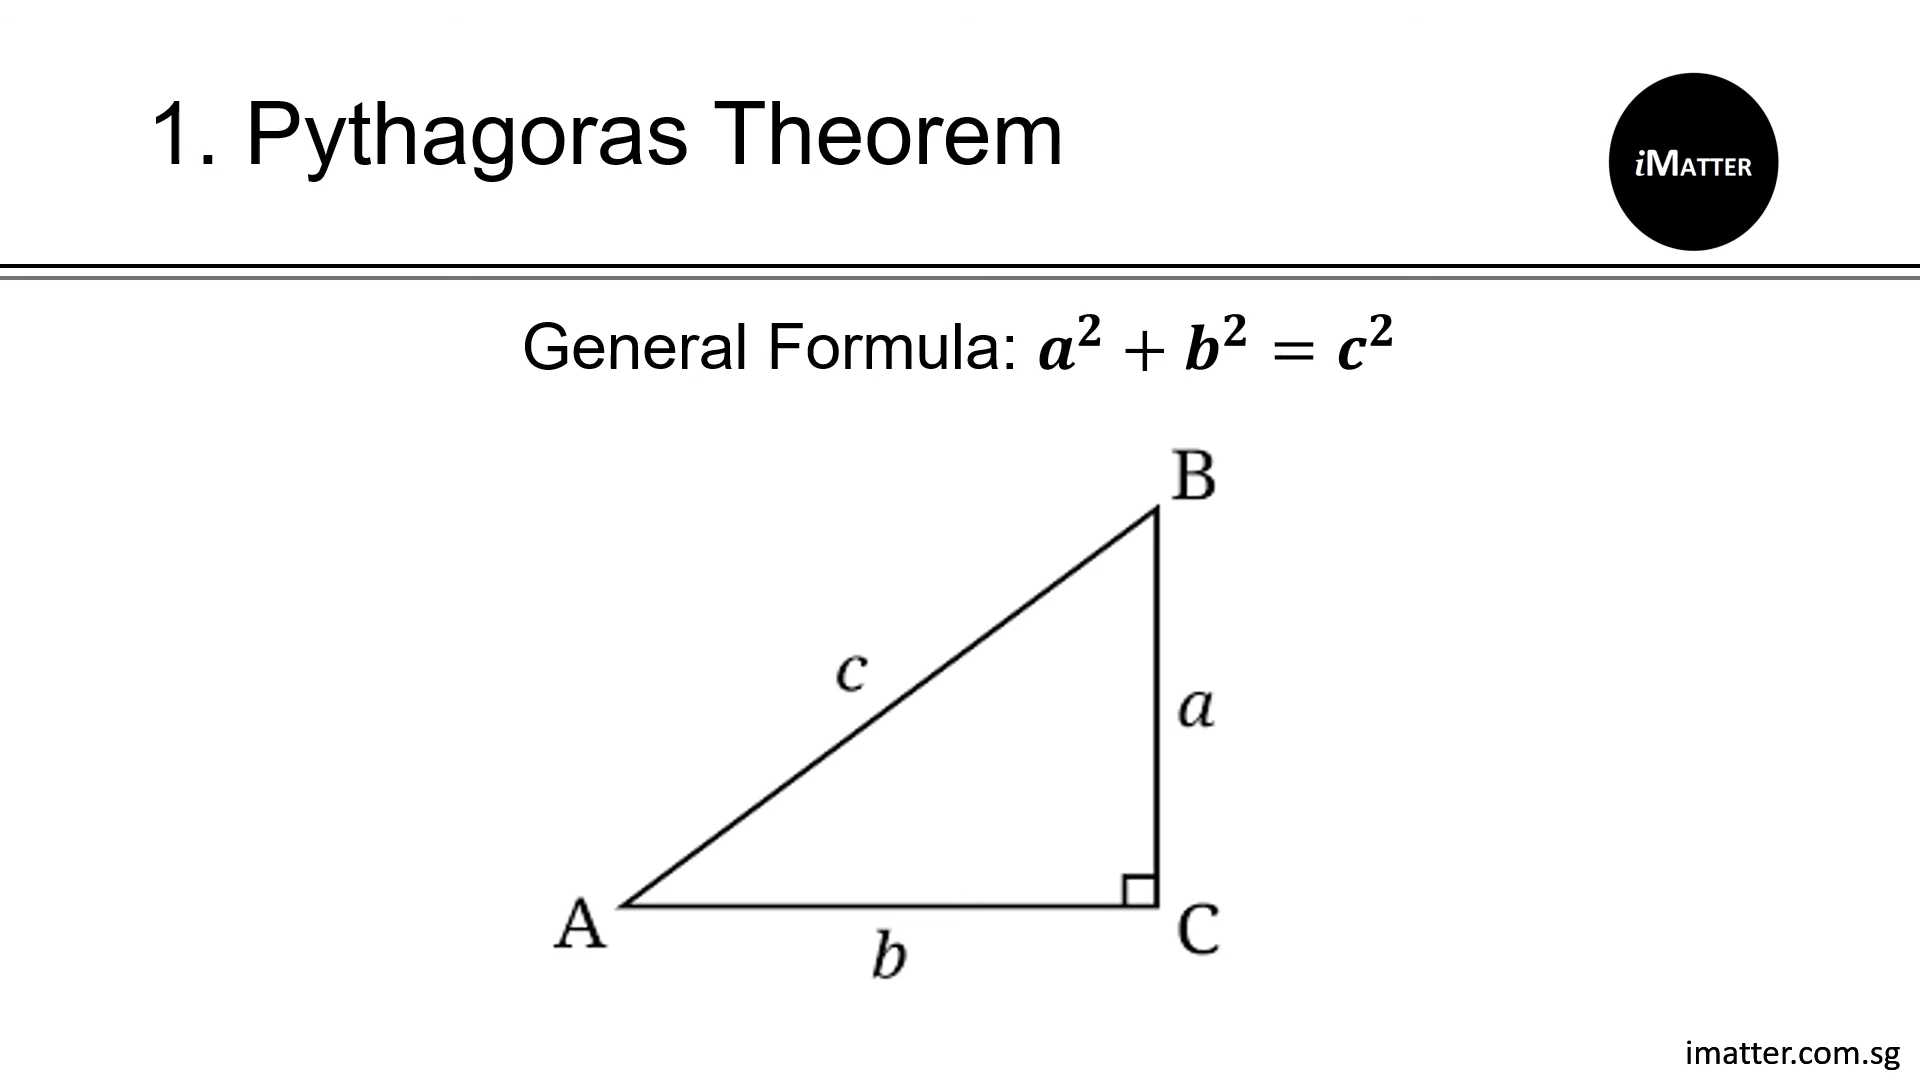 1. Pythagoras Theorem
iMATTER
General Formula: a² + b² = c²
B
c
a
A
C
b
imatter.com.sg